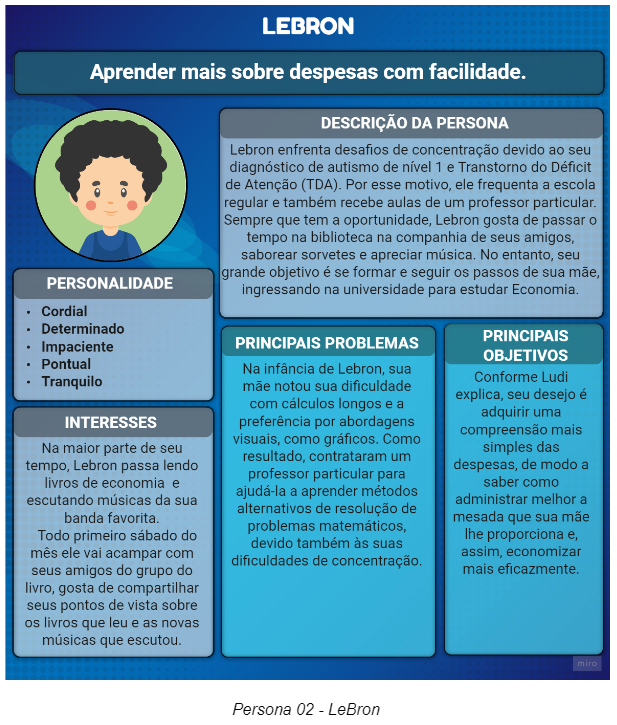 LEBRON
Aprender mais sobre despesas com facilidade.
DESCRIÇÃO DA PERSONA
Lebron enfrenta desafios de concentração devido ao seu
diagnóstico de autismo de nível 1 e Transtorno do Déficit
de Atenção (TDA). Por esse motivo, ele frequenta a escola
regular e também recebe aulas de um professor particular.
Sempre que tem a oportunidade, Lebron gosta de passar o
tempo na biblioteca na companhia de seus amigos,
saborear sorvetes e apreciar música. No entanto, seu
grande objetivo é se formar e seguir os passos de sua mãe,
ingressando na universidade para estudar Economia.
PERSONALIDADE
• Cordial
• Determinado
• Impaciente
• Pontual
• Tranquilo
INTERESSES
Na maior parte de seu
tempo, Lebron passa lendo
livros de economia e
escutando músicas da sua
banda favorita.
Todo primeiro sábado do
mês ele vai acampar com
seus amigos do grupo do
livro, gosta de compartilhar
seus pontos de vista sobre
os livros que leu e as novas
músicas que escutou.
PRINCIPAIS PROBLEMAS
Na infância de Lebron, sua
mãe notou sua dificuldade
com cálculos longos e a
preferência por abordagens
visuais, como gráficos. Como
resultado, contrataram um
professor particular para
ajudá-la a aprender métodos
alternativos de resolução de
problemas matemáticos,
devido também às suas
dificuldades de concentração.
PRINCIPAIS
OBJETIVOS
Conforme Ludi
explica, seu desejo é
adquirir uma
compreensão mais
simples das
despesas, de modo a
saber como
administrar melhor a
mesada que sua mãe
lhe proporciona e,
assim, economizar
mais eficazmente.
miro
Persona 02 - LeBron